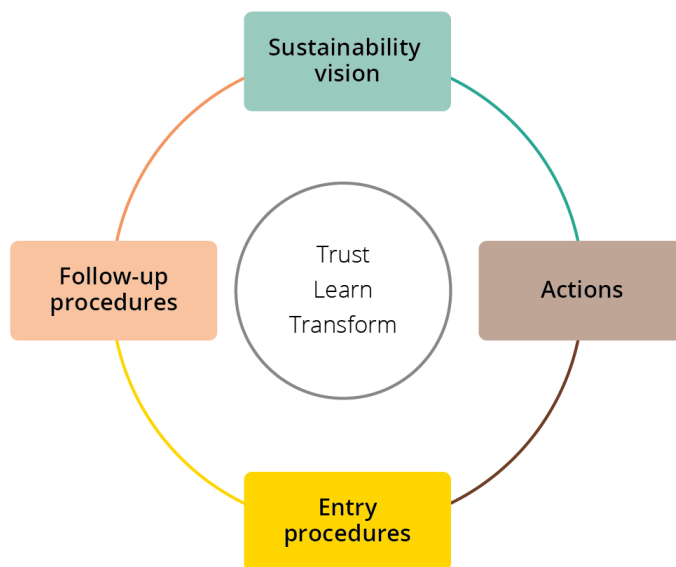 Sustainability
vision
Trust
Learn
Transform
Follow-up
procedures
Actions
Entry
procedures